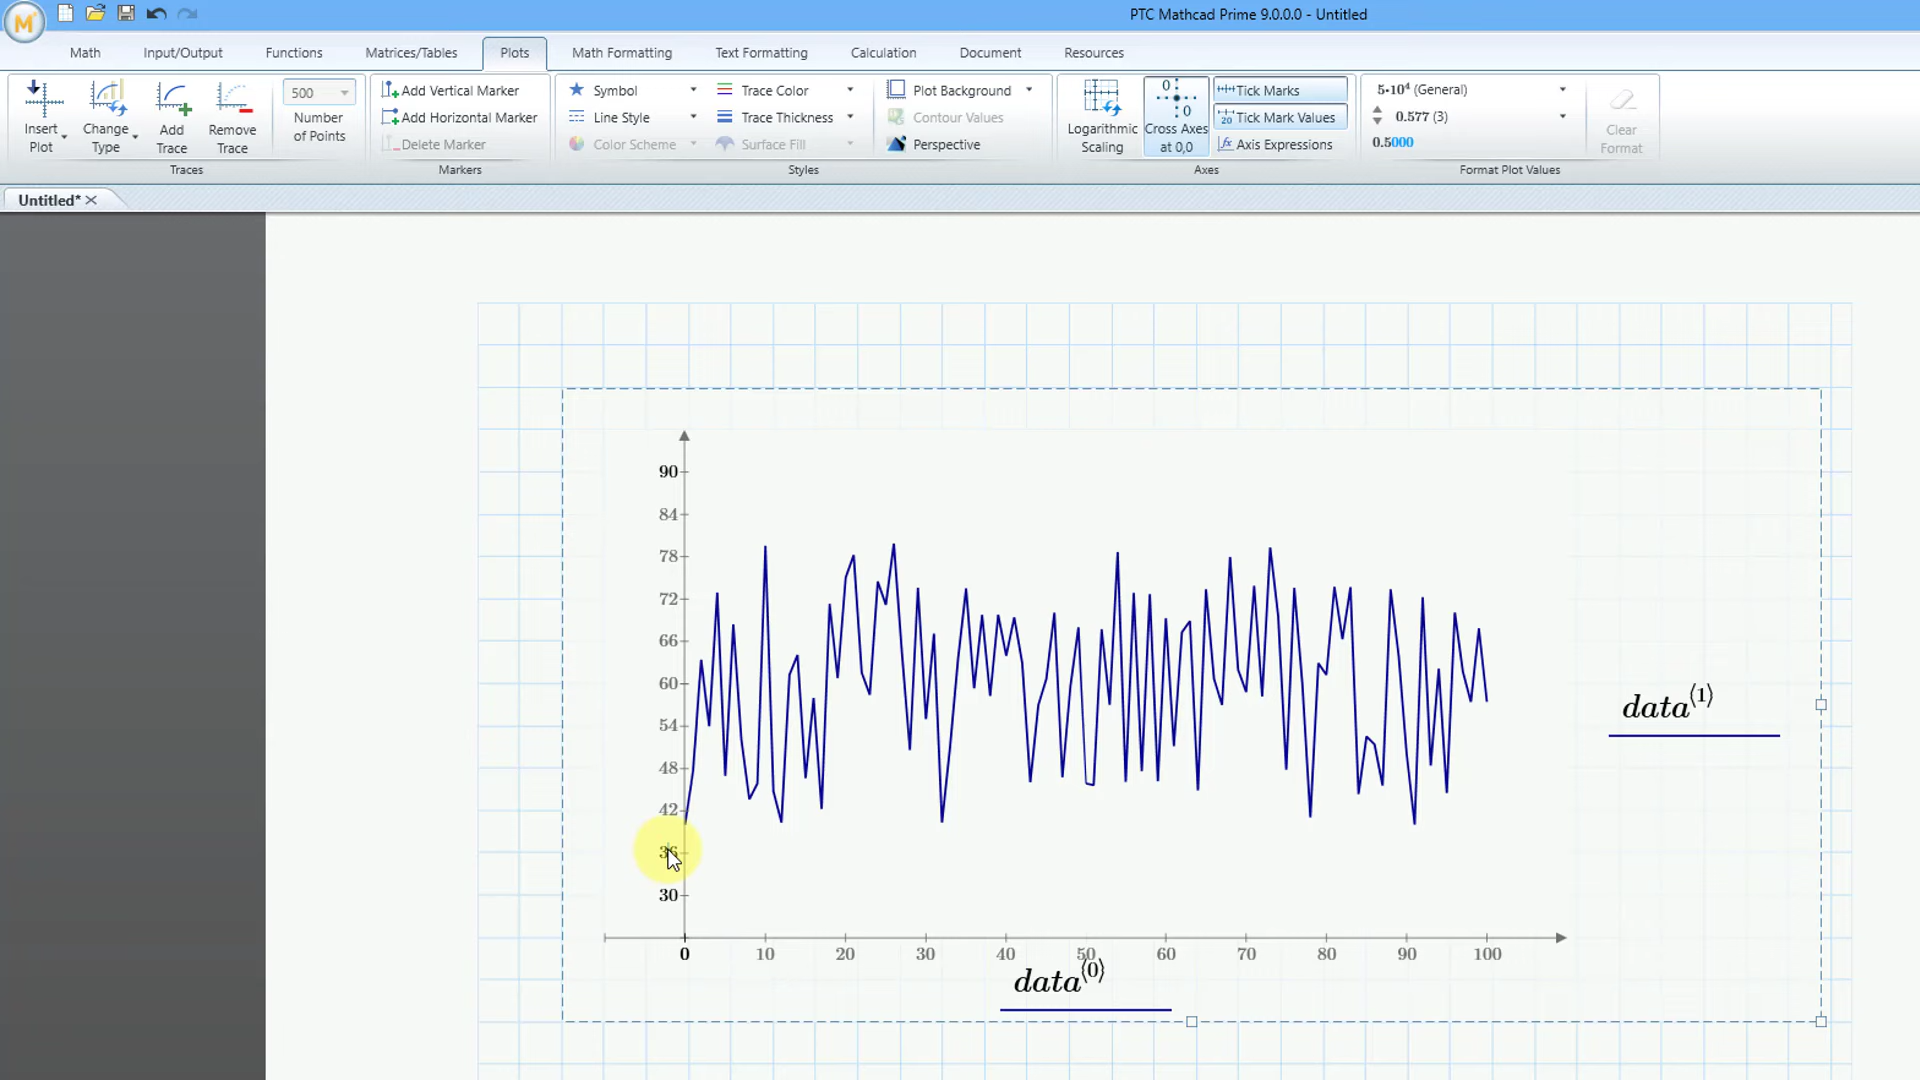 PTC Mathcad Prime 9.0.0.0 - Untitled
Math Input/Output Functions Matrices/Tables Plots Math Formatting Text Formatting Calculation Document Resources
Insert Plot
Change Type
Add Trace
Remove Trace
500
Number of Points
Traces
Add Vertical Marker
Add Horizontal Marker
Delete Marker
Markers
Symbol
Line Style
Color Scheme
Trace Color
Trace Thickness
Surface Fill
Plot Background
Contour Values
Perspective
Styles
Logarithmic Scaling
Cross Axes at 0,0
Tick Marks
Tick Mark Values
Axis Expressions
Axes
5•10⁴ (General)
0.577 (3)
0.5000
Format Plot Values
Clear Format
Untitled*
90
84
78
72
66
60
54
48
42
36
30
0 10 20 30 40 50 60 70 80 90 100
data⟨0⟩
data⟨1⟩